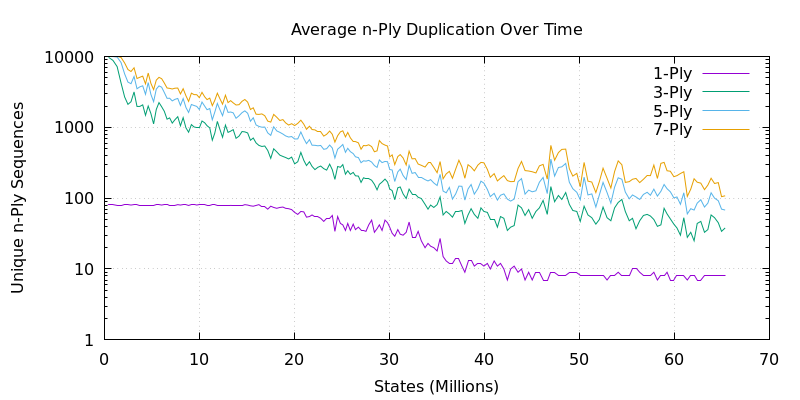 Average n-Ply Duplication Over Time
Unique n-Ply Sequences
10000
1000
100
10
1
1-Ply
3-Ply
5-Ply
7-Ply
0 10 20 30 40 50 60 70
States (Millions)